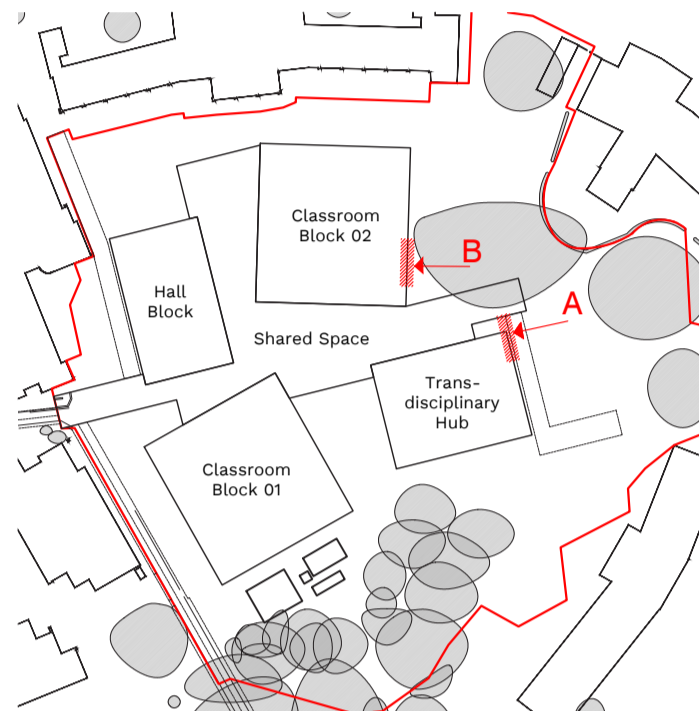 Classroom
Block 02
B
Hall
Block
A
Shared Space
Trans-
disciplinary
Hub
Classroom
Block 01